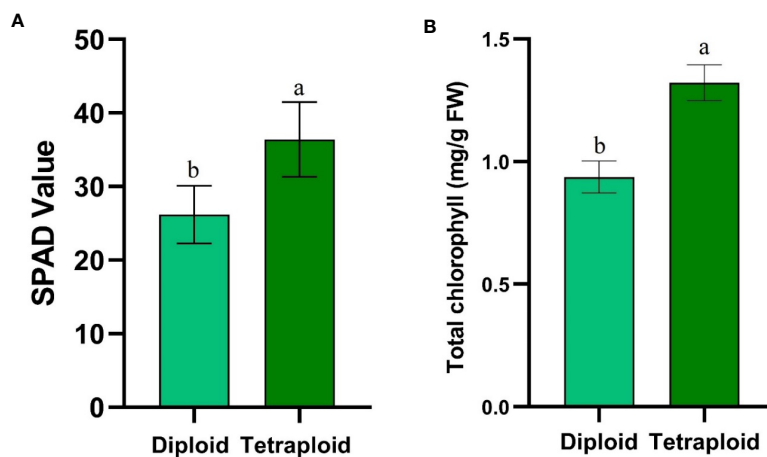 A
SPAD Value
50
40
30
20
10
0
b
a
Diploid Tetraploid
B
Total chlorophyll (mg/g FW)
1.5
1.0
0.5
0.0
b
a
Diploid Tetraploid